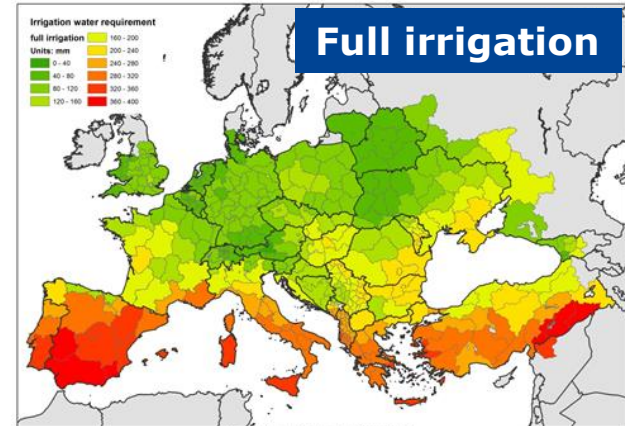 Full irrigation
Irrigation water requirement
full irrigation
Units: mm
0 - 40
40 - 80
80 - 120
120 - 160
160 - 200
200 - 240
240 - 280
280 - 320
320 - 360
360 - 400